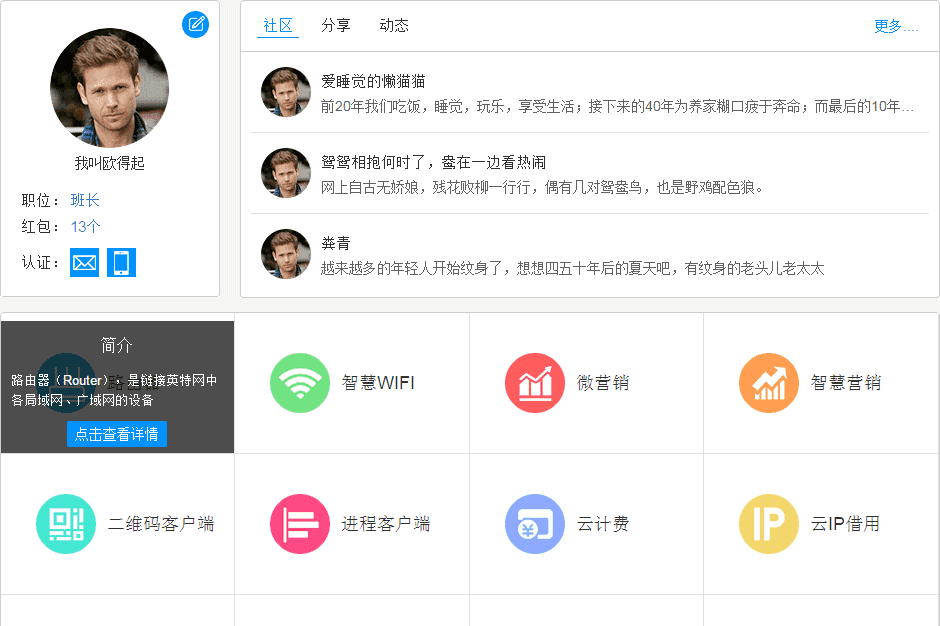 我叫欧得起
职位： 班长
红包： 13个
认证：
社区 分享 动态 更多....
爱睡觉的懒猫猫
前20年我们吃饭，睡觉，玩乐，享受生活；接下来的40年为养家糊口疲于奔命；而最后的10年…
鸳鸳相抱何时了，鸯在一边看热闹
网上自古无娇娘，残花败柳一行行，偶有几对鸳鸯鸟，也是野鸡配色狼。
粪青
越来越多的年轻人开始纹身了，想想四五十年后的夏天吧，有纹身的老头儿老太太
简介
路由器（Router），是链接英特网中
各局域网、广域网的设备
点击查看详情
智慧WIFI
微营销
智慧营销
二维码客户端
进程客户端
云计费
IP
云IP借用